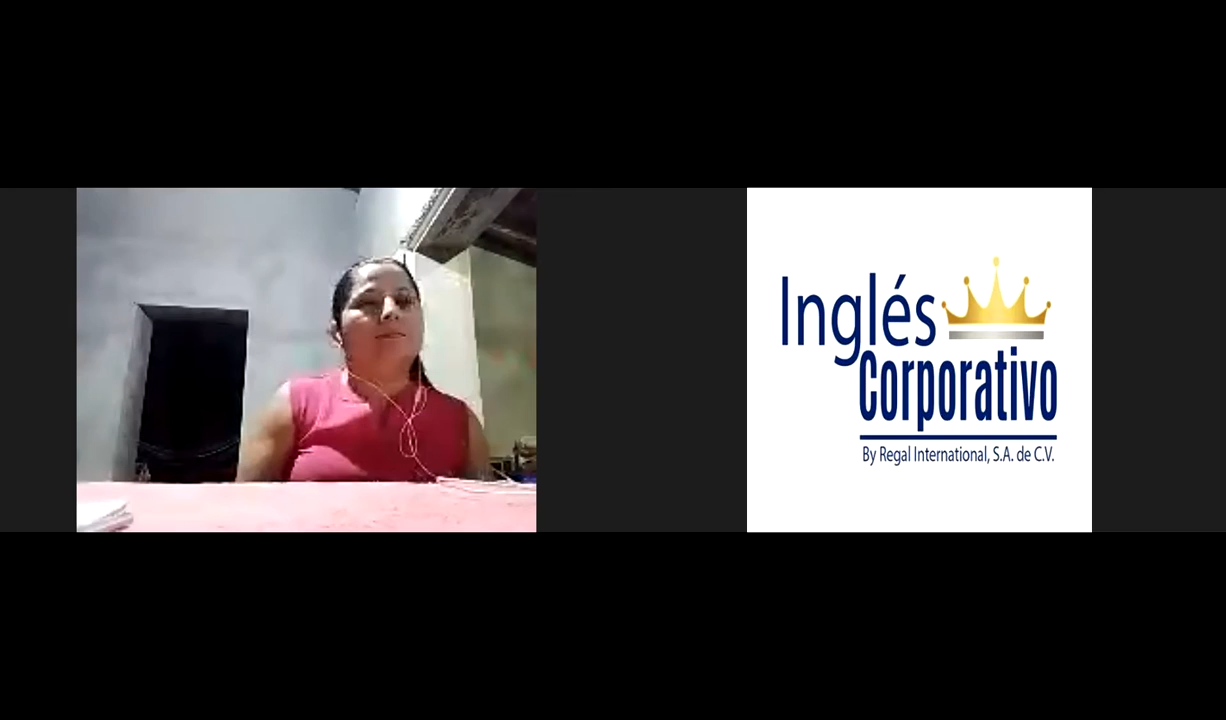 Inglés
Corporativo
By Regal International, S.A. de C.V.